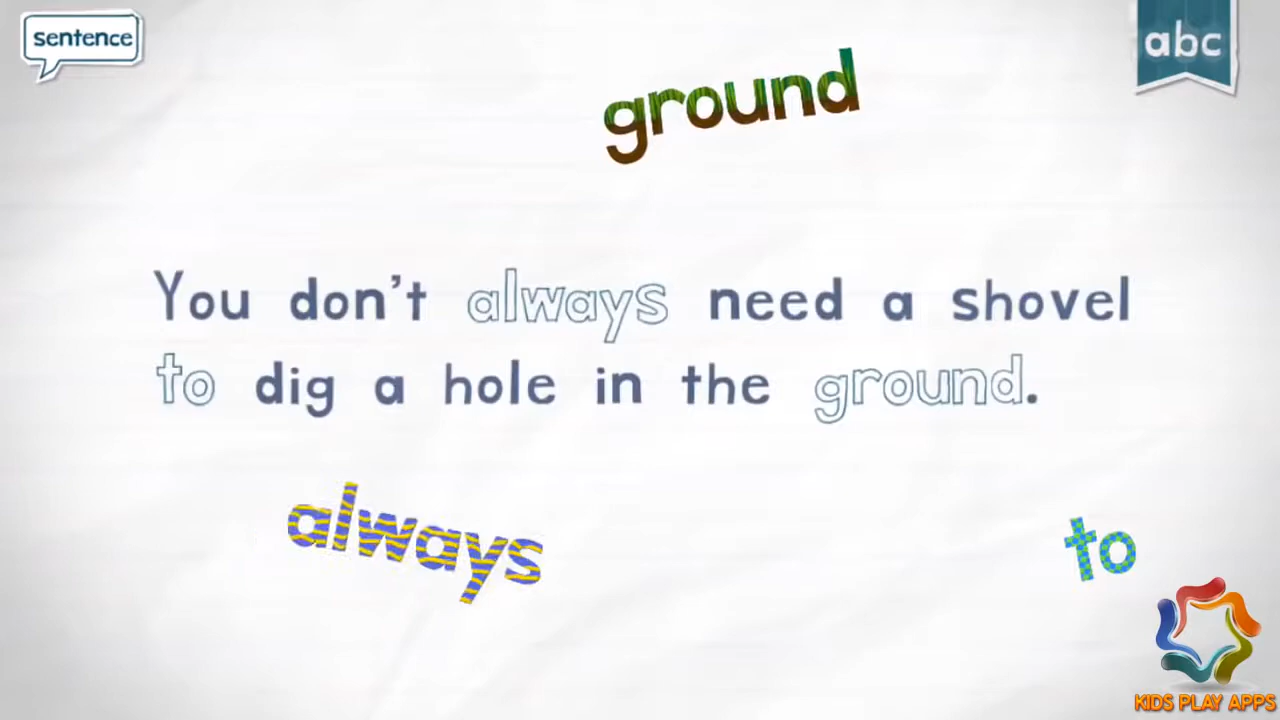 sentence
abc
ground
You don't always need a shovel
to dig a hole in the ground.
always
to
KIDS PLAY APPS